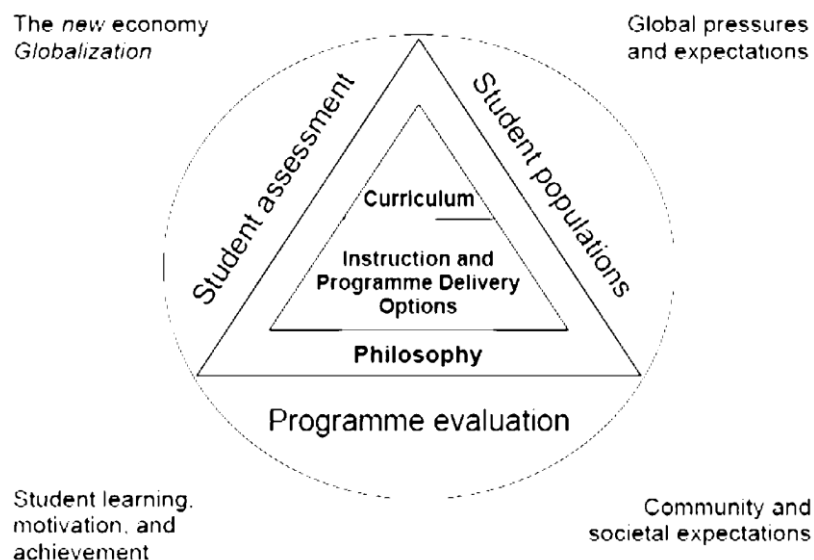 The new economy
Globalization
Global pressures
and expectations
Student assessment
Student populations
Curriculum
Instruction and
Programme Delivery
Options
Philosophy
Programme evaluation
Student learning,
motivation, and
achievement
Community and
societal expectations